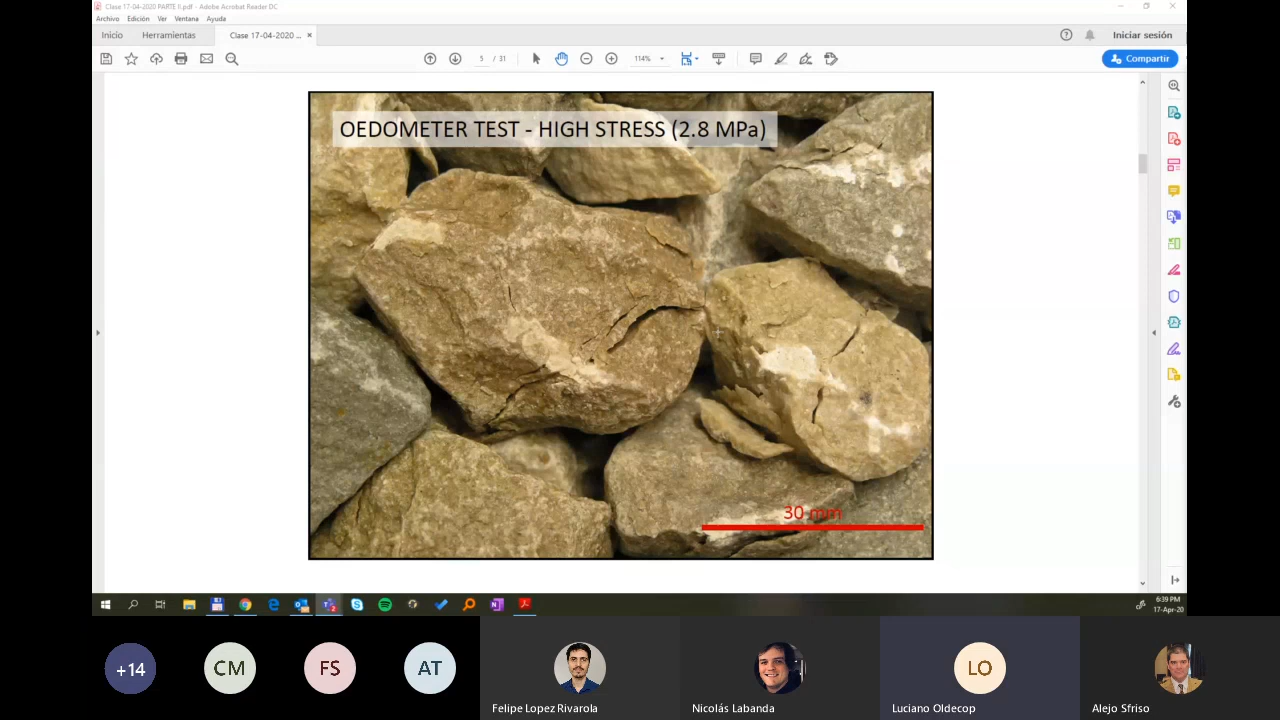 Clase 17-04-2020 PARTE II.pdf - Adobe Acrobat Reader DC
Archivo Edición Ver Ventana Ayuda
Inicio Herramientas Clase 17-04-2020 ... × Iniciar sesión
5 / 31 114% Compartir
OEDOMETER TEST - HIGH STRESS (2.8 MPa)
30 mm
6:39 PM
17-Apr-20
+14 CM FS AT LO
Felipe Lopez Rivarola Nicolás Labanda Luciano Oldecop Alejo Sfriso